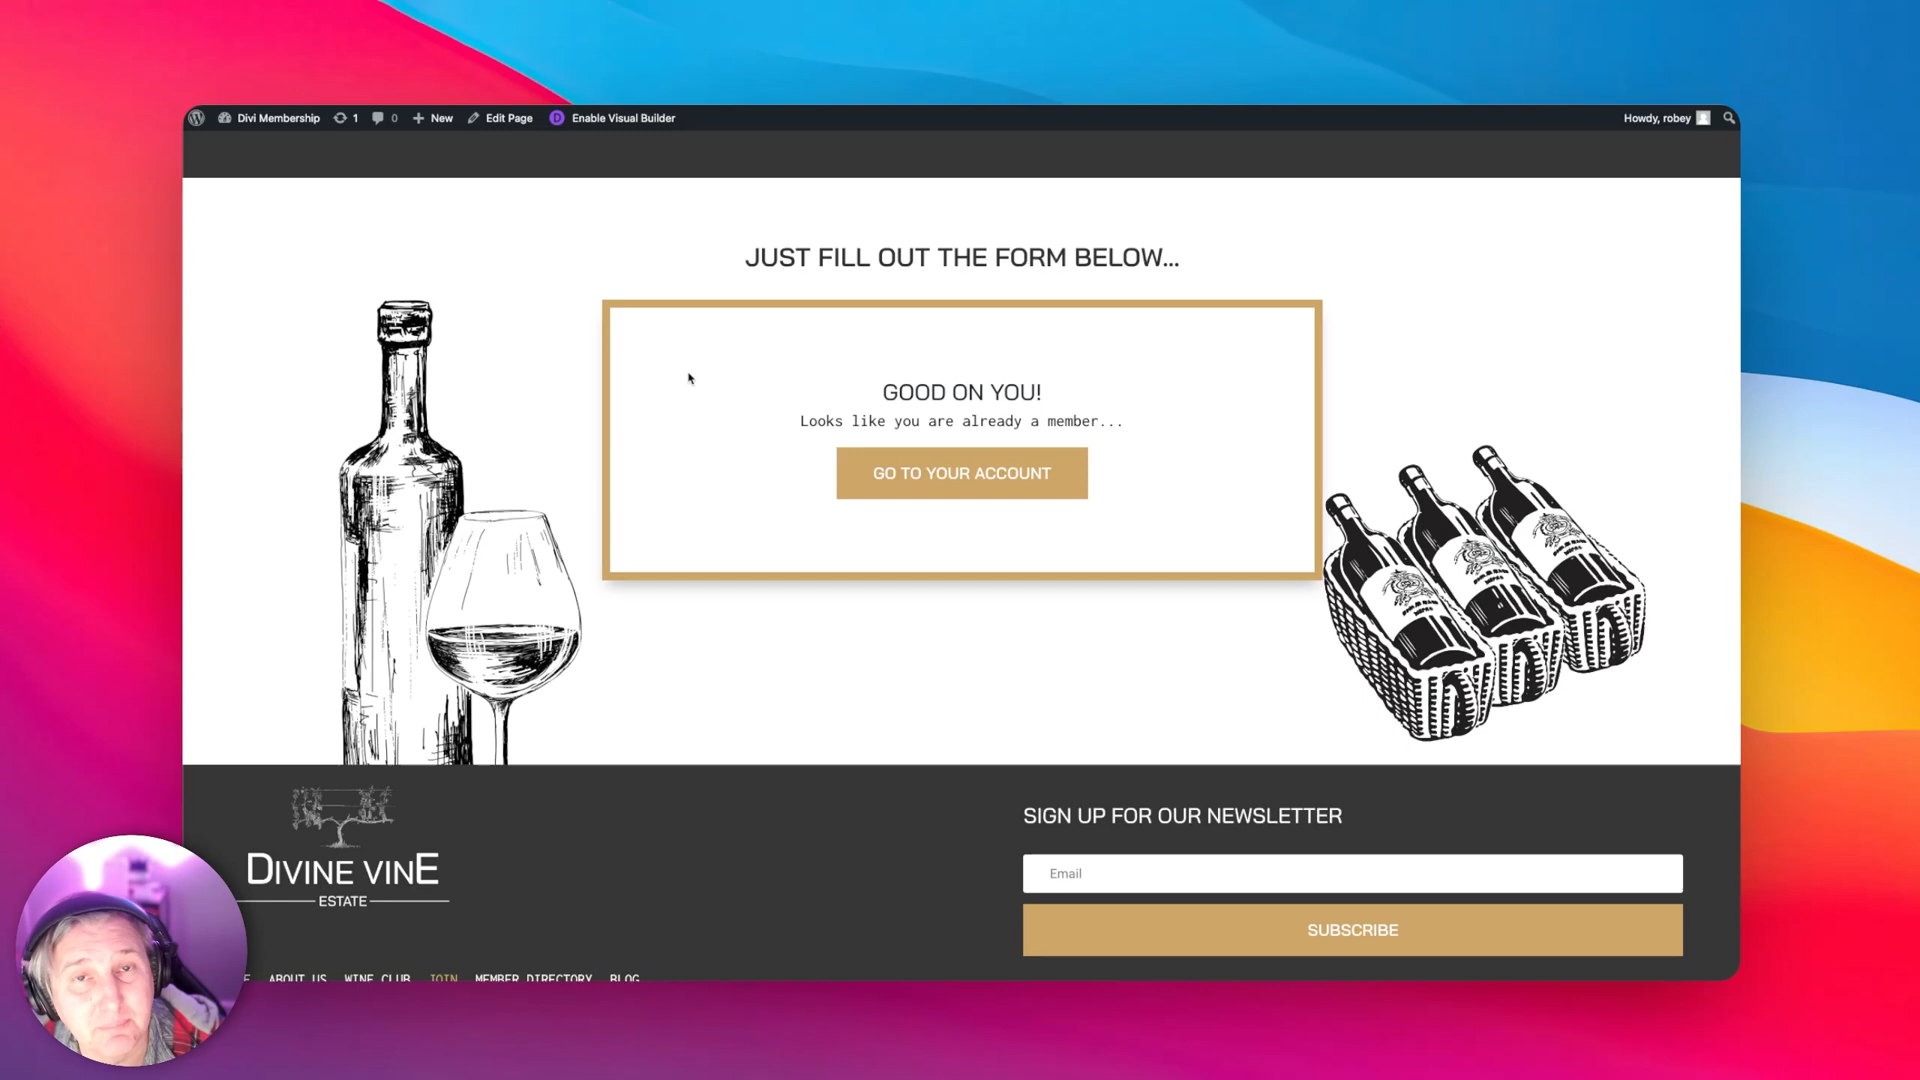 Divi Membership 1 0 New Edit Page D Enable Visual Builder Howdy, robey
JUST FILL OUT THE FORM BELOW...
GOOD ON YOU!
Looks like you are already a member...
GO TO YOUR ACCOUNT
DIVINE VINE
ESTATE
SIGN UP FOR OUR NEWSLETTER
Email
SUBSCRIBE
ABOUT US WINE CLUB JOIN MEMBER DIRECTORY BLOG